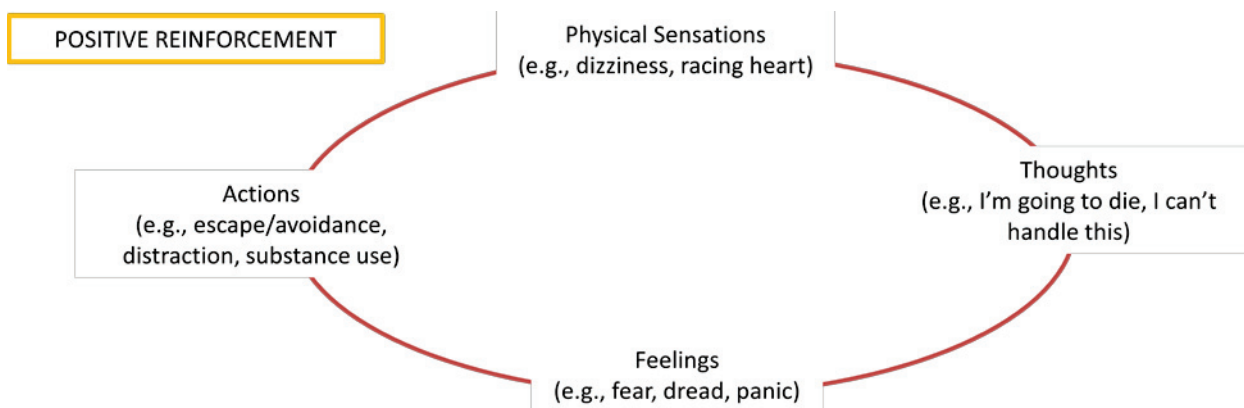 POSITIVE REINFORCEMENT
Physical Sensations
(e.g., dizziness, racing heart)
Actions
(e.g., escape/avoidance,
distraction, substance use)
Thoughts
(e.g., I'm going to die, I can't
handle this)
Feelings
(e.g., fear, dread, panic)